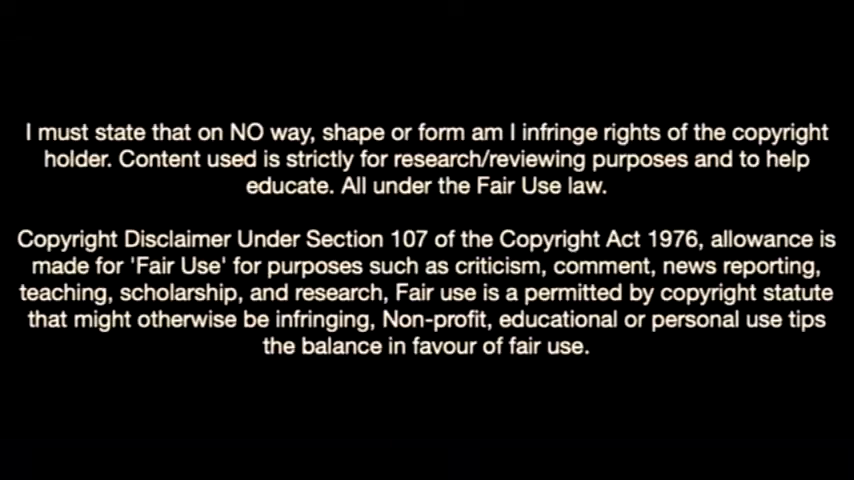 I must state that on NO way, shape or form am I infringe rights of the copyright
holder. Content used is strictly for research/reviewing purposes and to help
educate. All under the Fair Use law.
Copyright Disclaimer Under Section 107 of the Copyright Act 1976, allowance is
made for 'Fair Use' for purposes such as criticism, comment, news reporting,
teaching, scholarship, and research, Fair use is a permitted by copyright statute
that might otherwise be infringing, Non-profit, educational or personal use tips
the balance in favour of fair use.